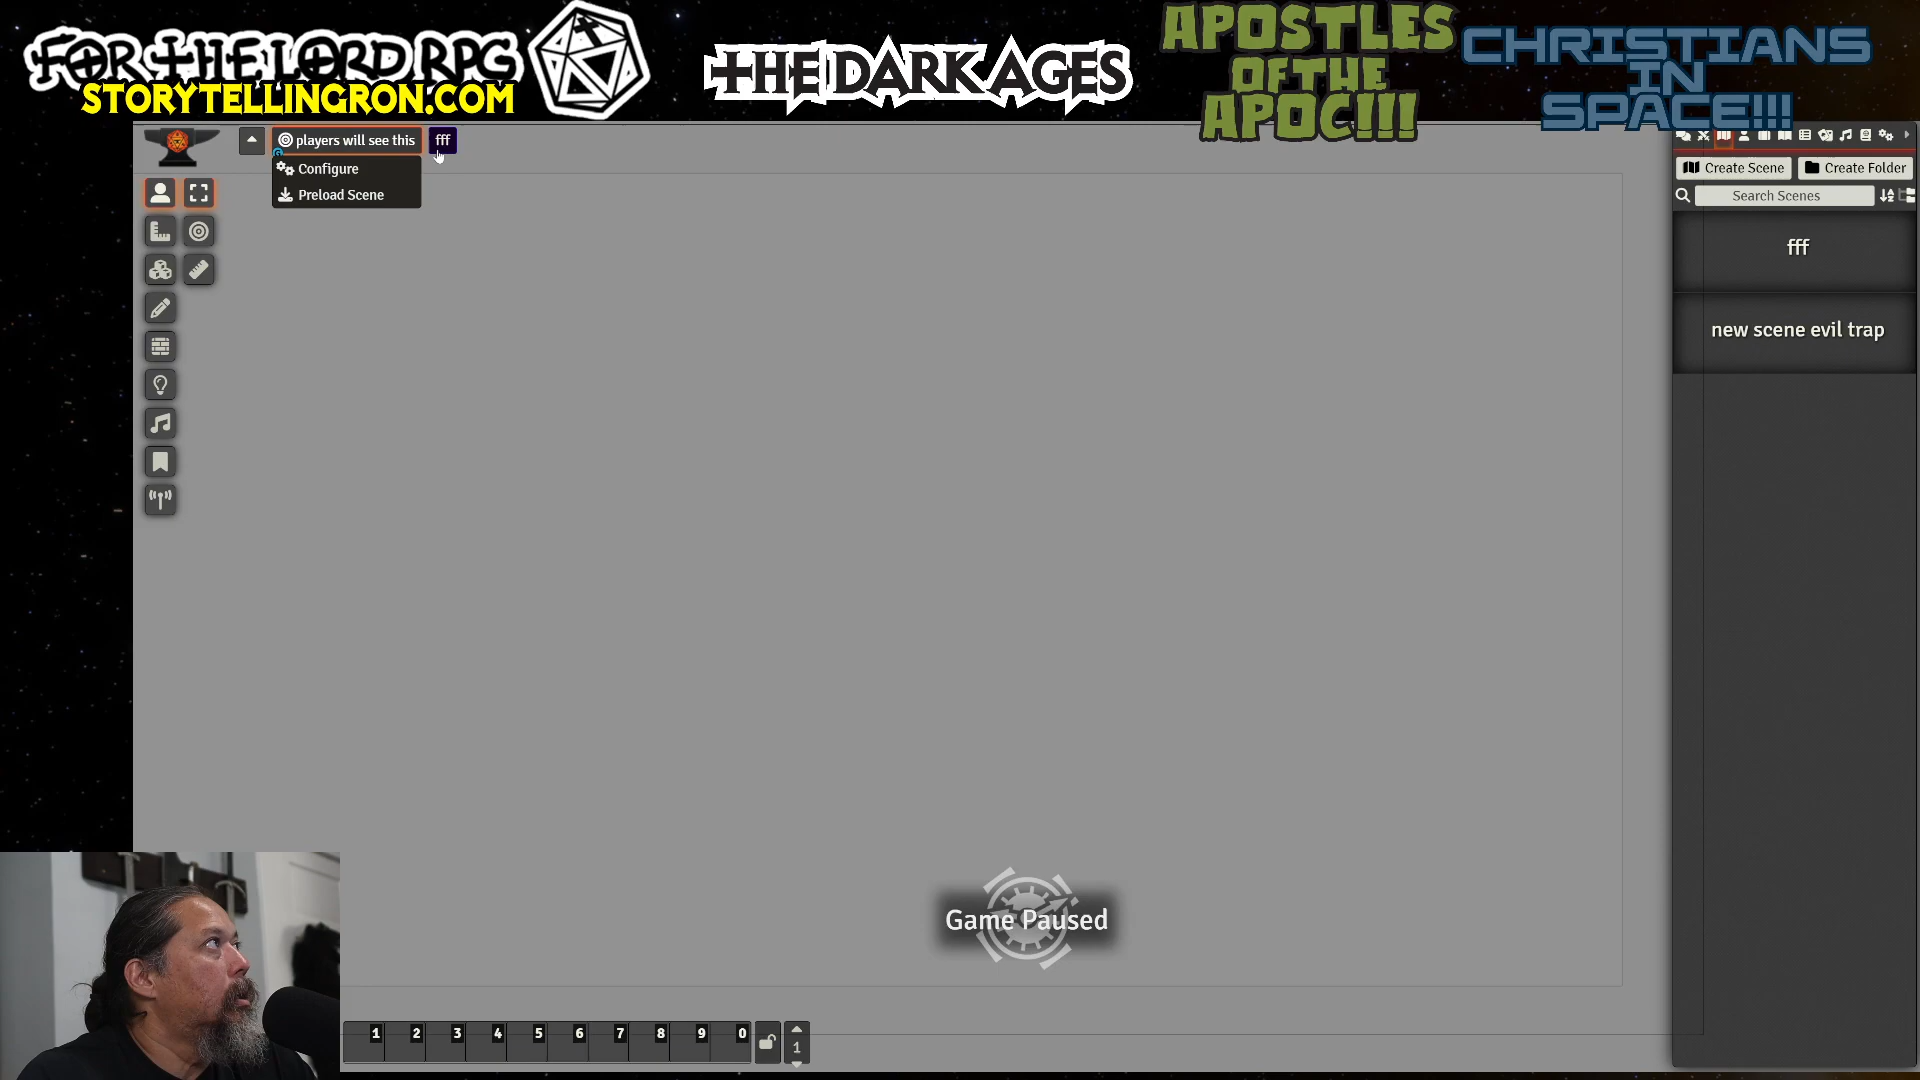 FOR THE LORD RPG
STORYTELLINGRON.COM
THE DARK AGES
APOSTLES
OF THE
APOC!!!
CHRISTIANS
IN
SPACE!!!
players will see this
fff
G
Configure
Preload Scene
Create Scene
Create Folder
Search Scenes
fff
new scene evil trap
Game Paused
1 2 3 4 5 6 7 8 9 0
1